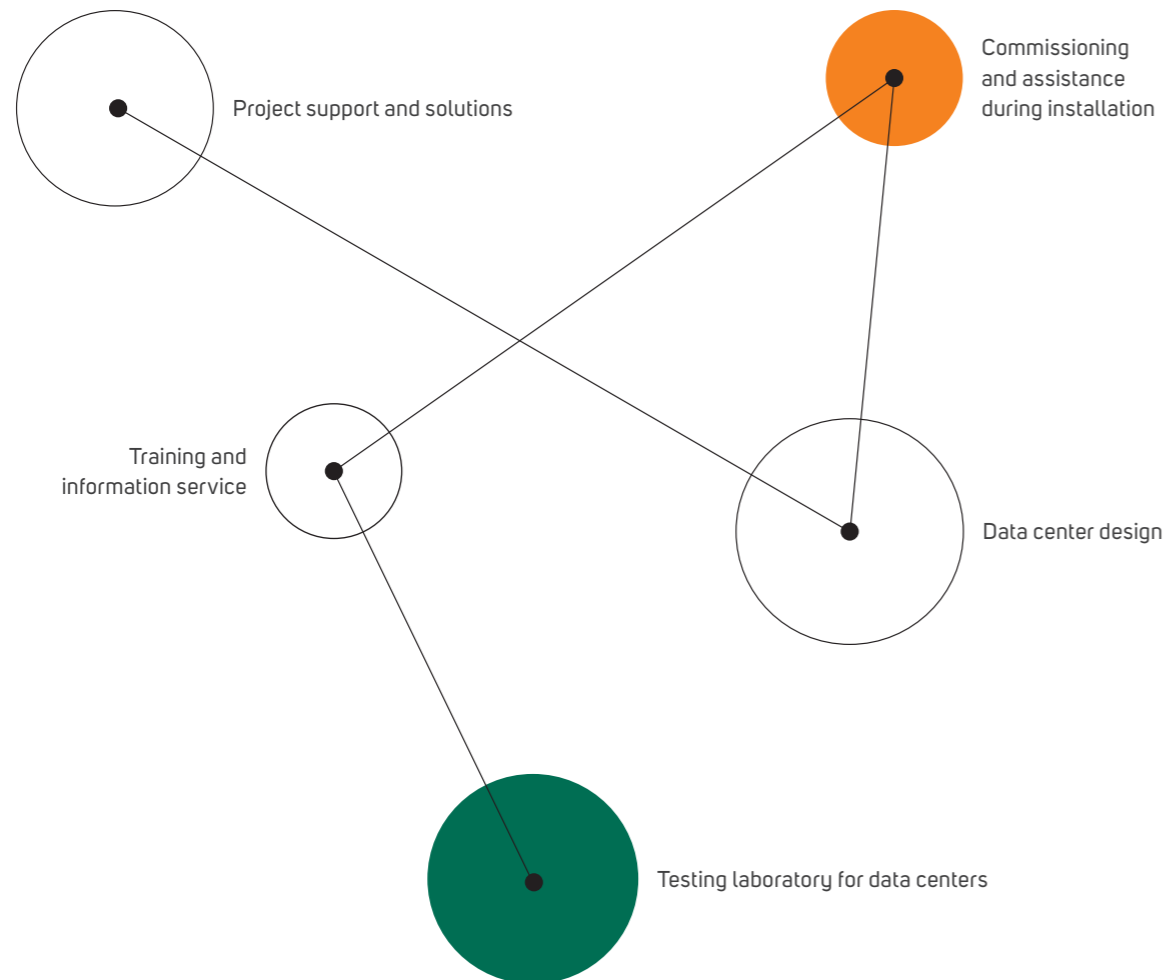 Project support and solutions
Commissioning
and assistance
during installation
Training and
information service
Data center design
Testing laboratory for data centers